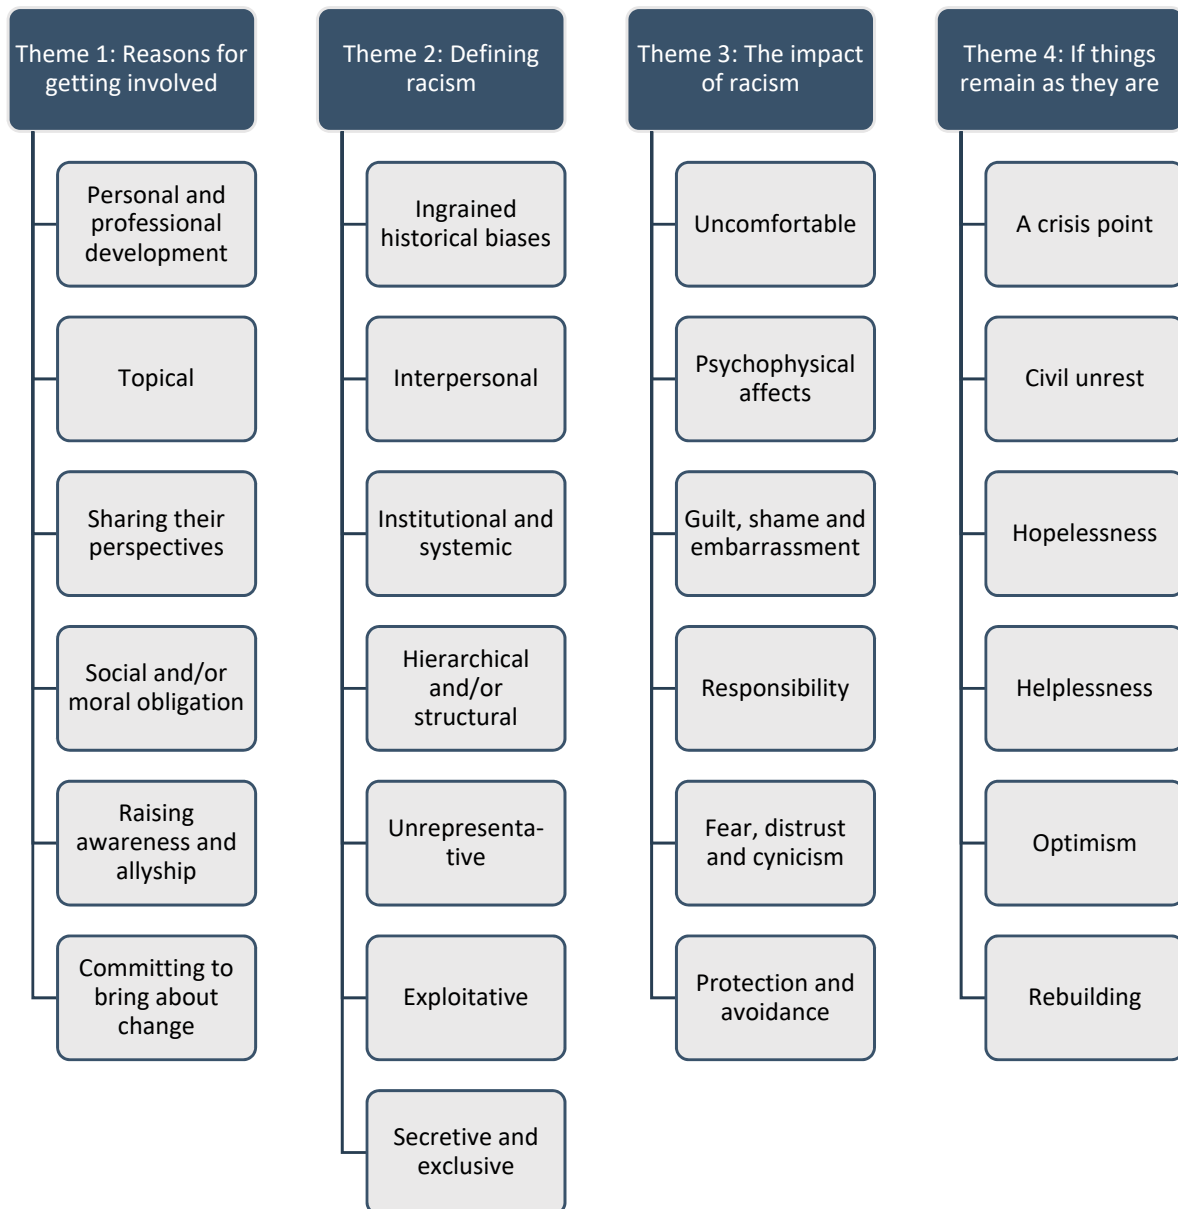 Theme 1: Reasons for
getting involved
Personal and
professional
development
Topical
Sharing their
perspectives
Social and/or
moral obligation
Raising
awareness and
allyship
Committing to
bring about
change
Theme 2: Defining
racism
Ingrained
historical biases
Interpersonal
Institutional and
systemic
Hierarchical
and/or
structural
Unrepresenta-
tive
Exploitative
Secretive and
exclusive
Theme 3: The impact
of racism
Uncomfortable
Psychophysical
affects
Guilt, shame and
embarrassment
Responsibility
Fear, distrust
and cynicism
Protection and
avoidance
Theme 4: If things
remain as they are
A crisis point
Civil unrest
Hopelessness
Helplessness
Optimism
Rebuilding